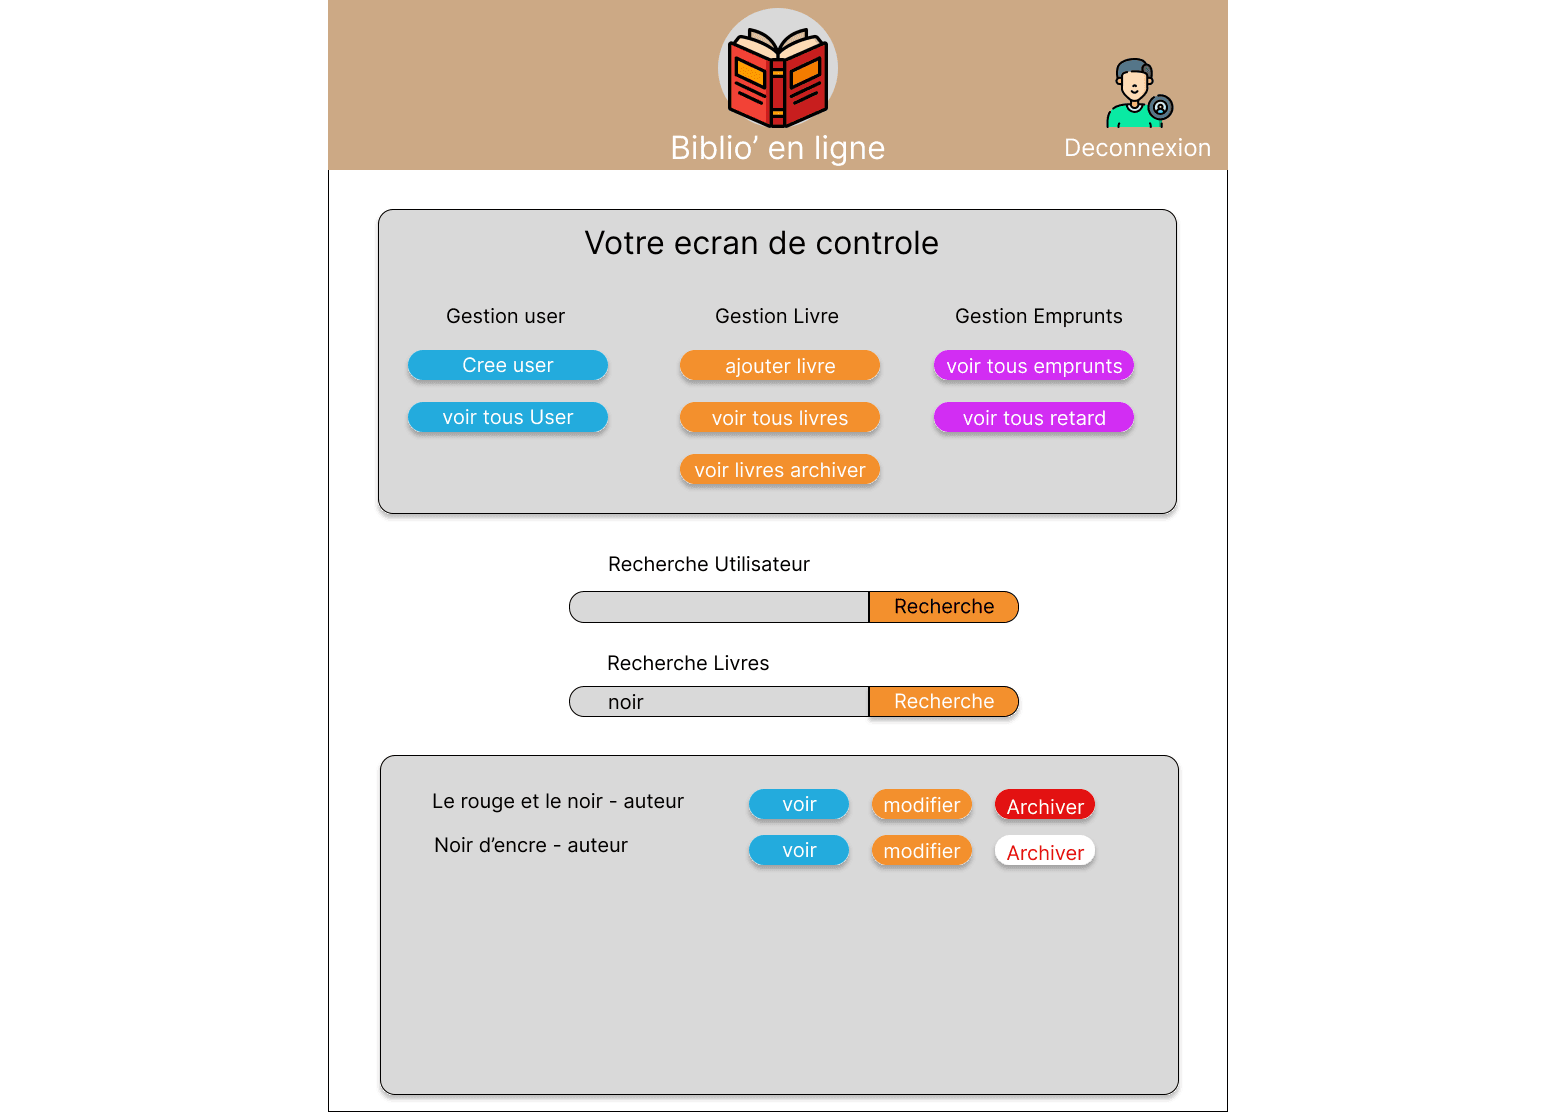 Biblio’ en ligne
Deconnexion
Votre ecran de controle
Gestion user
Gestion Livre
Gestion Emprunts
Cree user
ajouter livre
voir tous emprunts
voir tous User
voir tous livres
voir tous retard
voir livres archiver
Recherche Utilisateur
Recherche
Recherche Livres
noir
Recherche
Le rouge et le noir - auteur
voir
modifier
Archiver
Noir d’encre - auteur
voir
modifier
Archiver